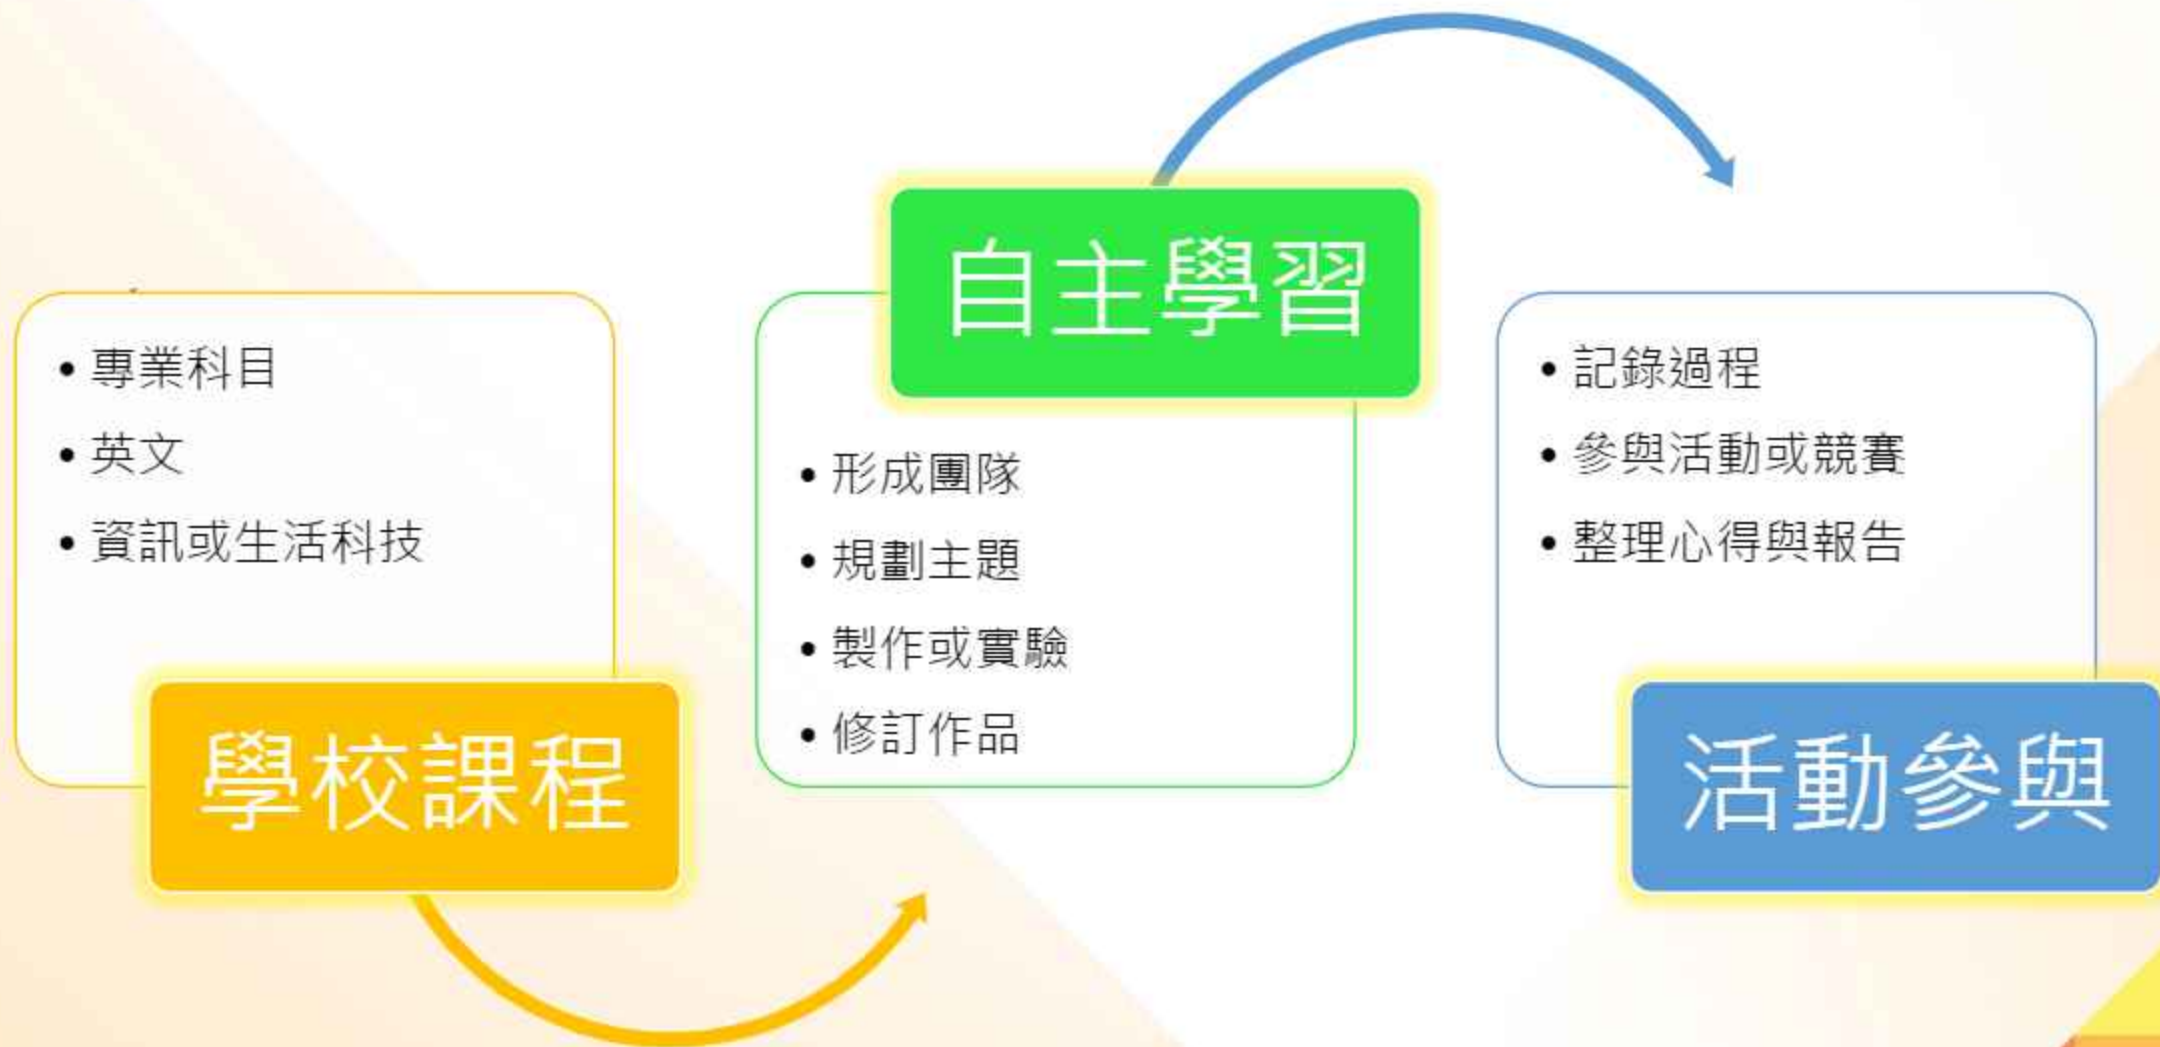 • 專業科目
• 英文
• 資訊或生活科技
學校課程
自主學習
• 形成團隊
• 規劃主題
• 製作或實驗
• 修訂作品
• 記錄過程
• 參與活動或競賽
• 整理心得與報告
活動參與